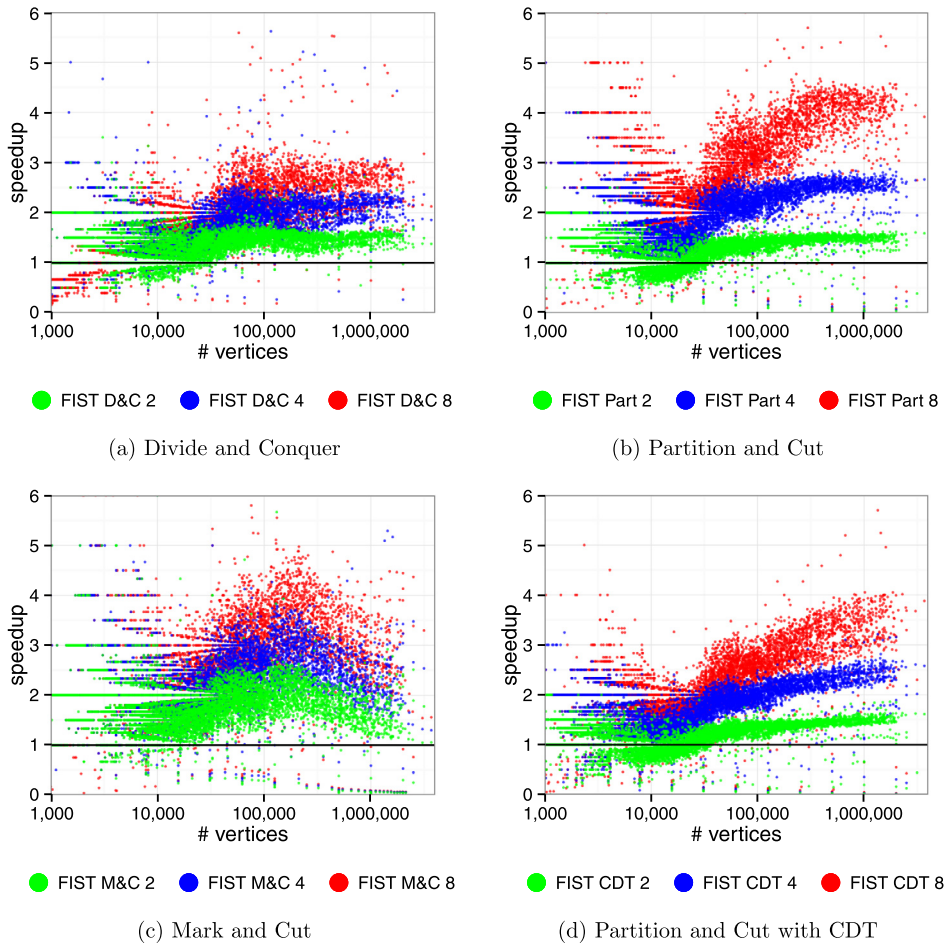 6
5
4
3
2
1
0
speedup
1,000 10,000 100,000 1,000,000
# vertices
FIST D&C 2 FIST D&C 4 FIST D&C 8
(a) Divide and Conquer
6
5
4
3
2
1
0
speedup
1,000 10,000 100,000 1,000,000
# vertices
FIST Part 2 FIST Part 4 FIST Part 8
(b) Partition and Cut
6
5
4
3
2
1
0
speedup
1,000 10,000 100,000 1,000,000
# vertices
FIST M&C 2 FIST M&C 4 FIST M&C 8
(c) Mark and Cut
6
5
4
3
2
1
0
speedup
1,000 10,000 100,000 1,000,000
# vertices
FIST CDT 2 FIST CDT 4 FIST CDT 8
(d) Partition and Cut with CDT